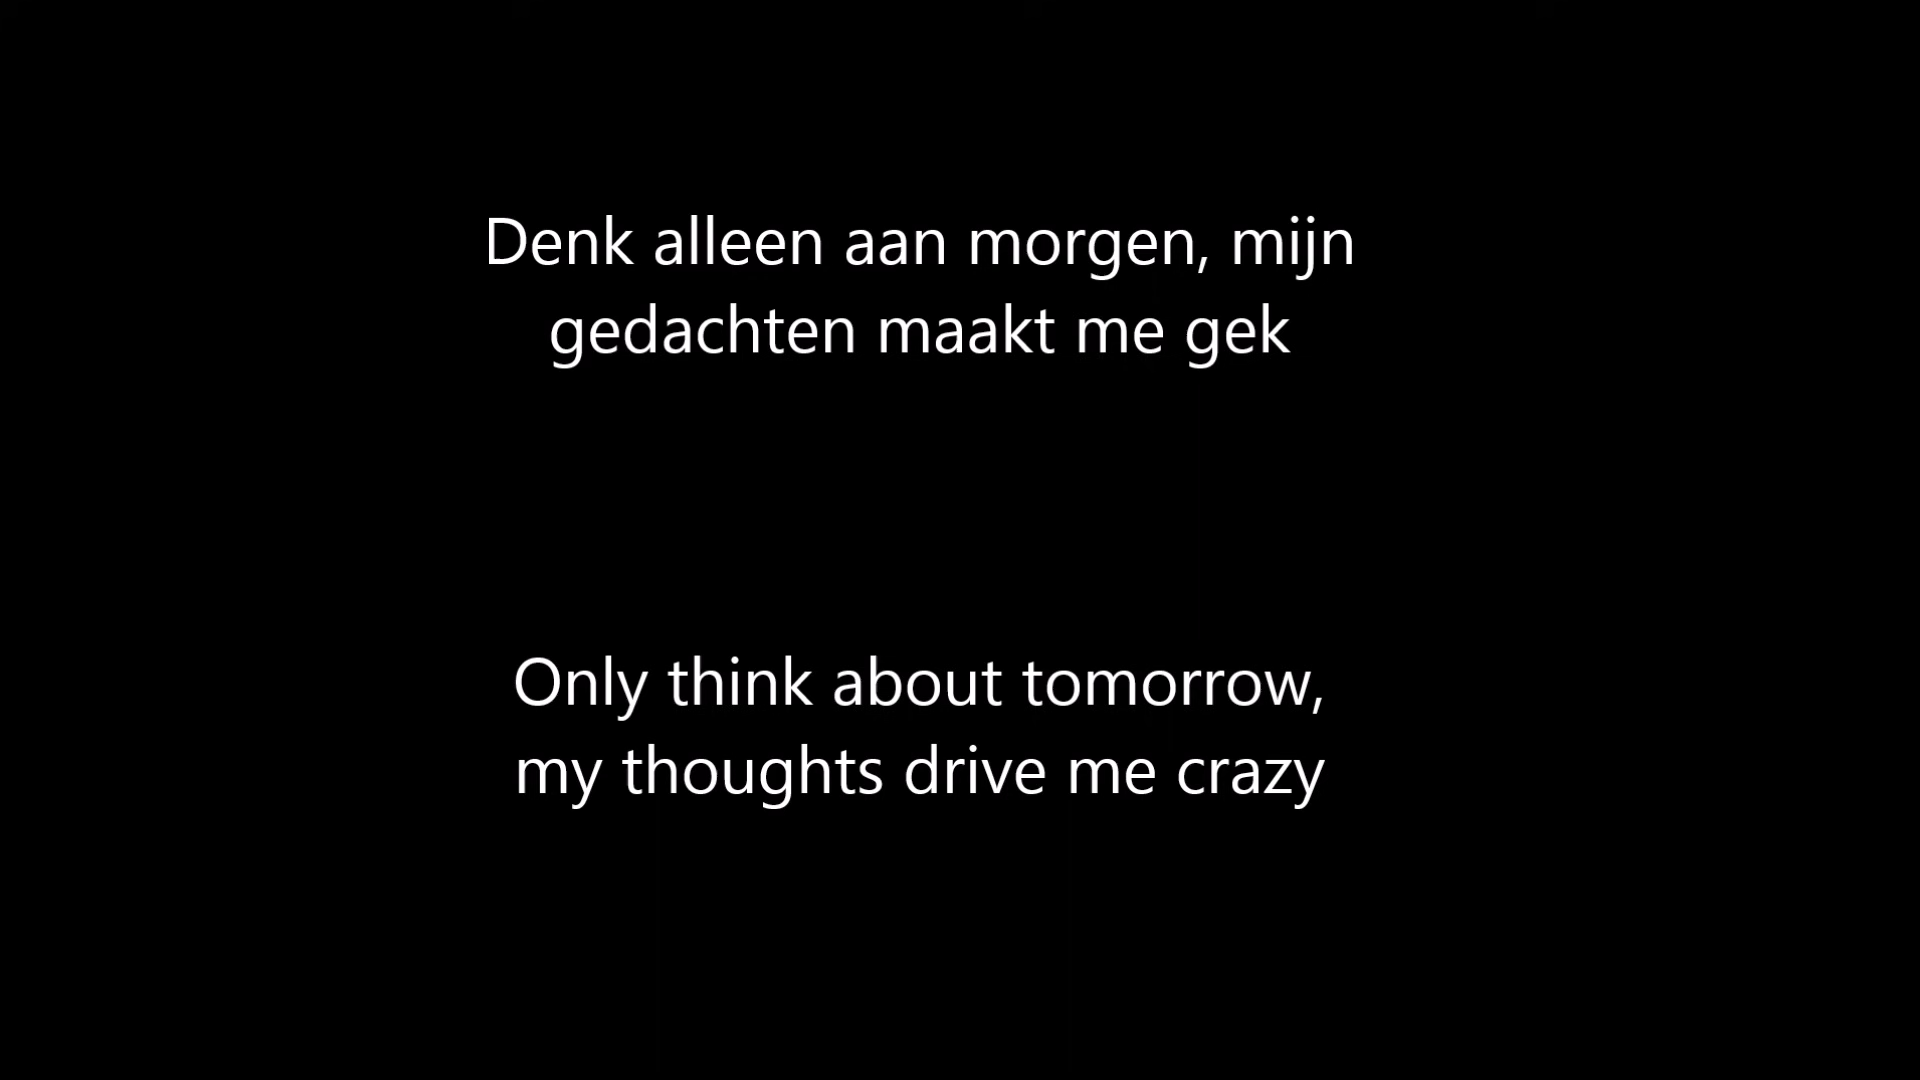 Denk alleen aan morgen, mijn
gedachten maakt me gek
Only think about tomorrow,
my thoughts drive me crazy